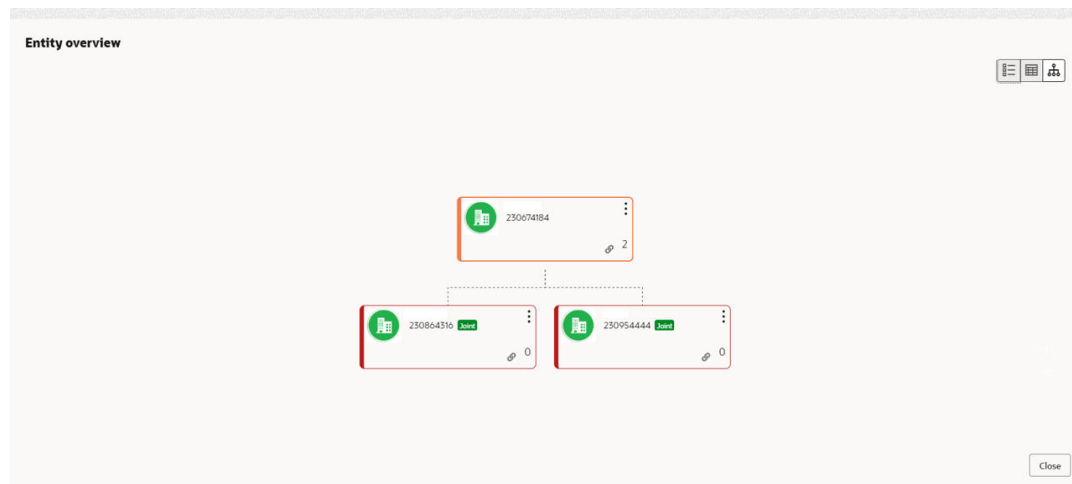 Entity overview
230674184
2
230864316 Joint
0
230954444 Joint
0
Close